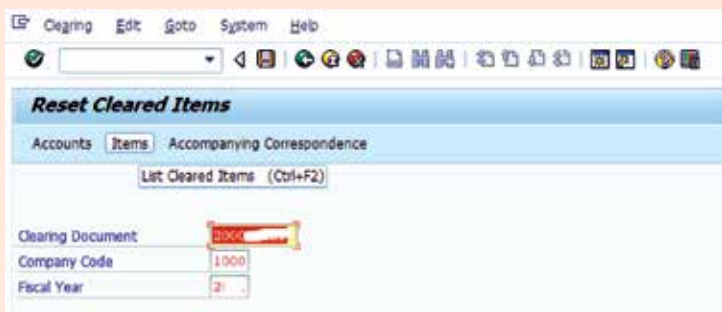 Clearing Edit Goto System Help
Reset Cleared Items
Accounts Items Accompanying Correspondence
List Cleared Items (Ctrl+F2)
Clearing Document
Company Code 1000
Fiscal Year